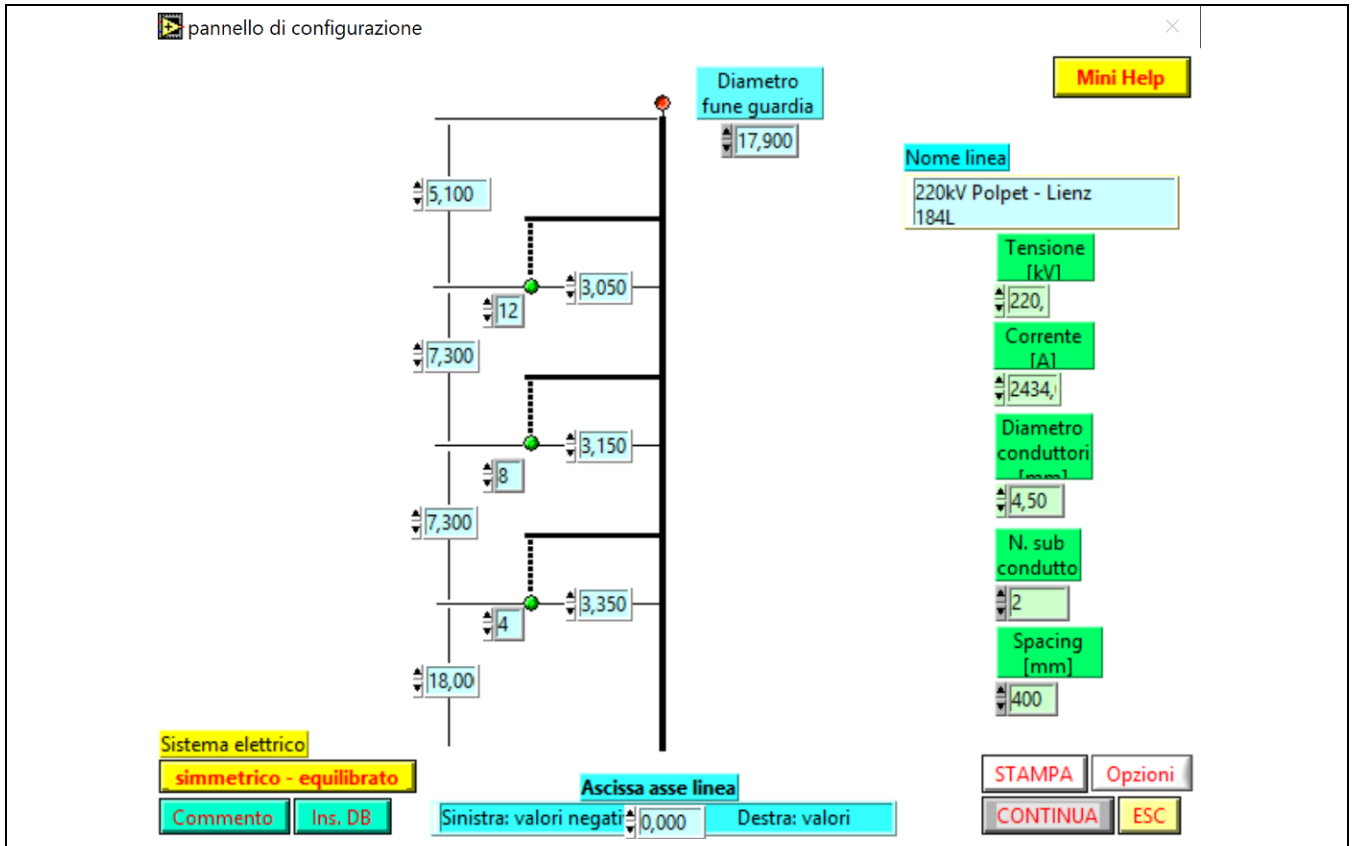 pannello di configurazione
Mini Help
Diametro
fune guardia
17,900
Nome linea
220kV Polpet - Lienz
184L
5,100
Tensione
[kV]
220,
3,050
12
Corrente
[A]
2434,
7,300
3,150
8
Diametro
conduttori
[mm]
4,50
7,300
N. sub
condutto
2
3,350
4
Spacing
[mm]
400
18,00
Sistema elettrico
simmetrico - equilibrato
Commento
Ins. DB
Ascissa asse linea
Sinistra: valori negati
0,000
Destra: valori
STAMPA
Opzioni
CONTINUA
ESC